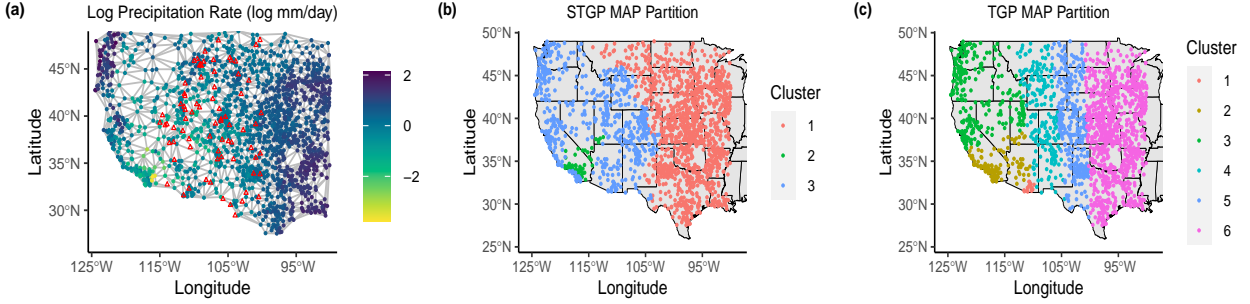 (a)
Log Precipitation Rate (log mm/day)
45°N
40°N
35°N
30°N
125°W 115°W 105°W 95°W
Latitude
Longitude
2
0
−2
(b)
STGP MAP Partition
50°N
45°N
40°N
35°N
30°N
25°N
125°W 115°W 105°W 95°W
Latitude
Longitude
Cluster
1
2
3
(c)
TGP MAP Partition
50°N
45°N
40°N
35°N
30°N
25°N
125°W 115°W 105°W 95°W
Latitude
Longitude
Cluster
1
2
3
4
5
6